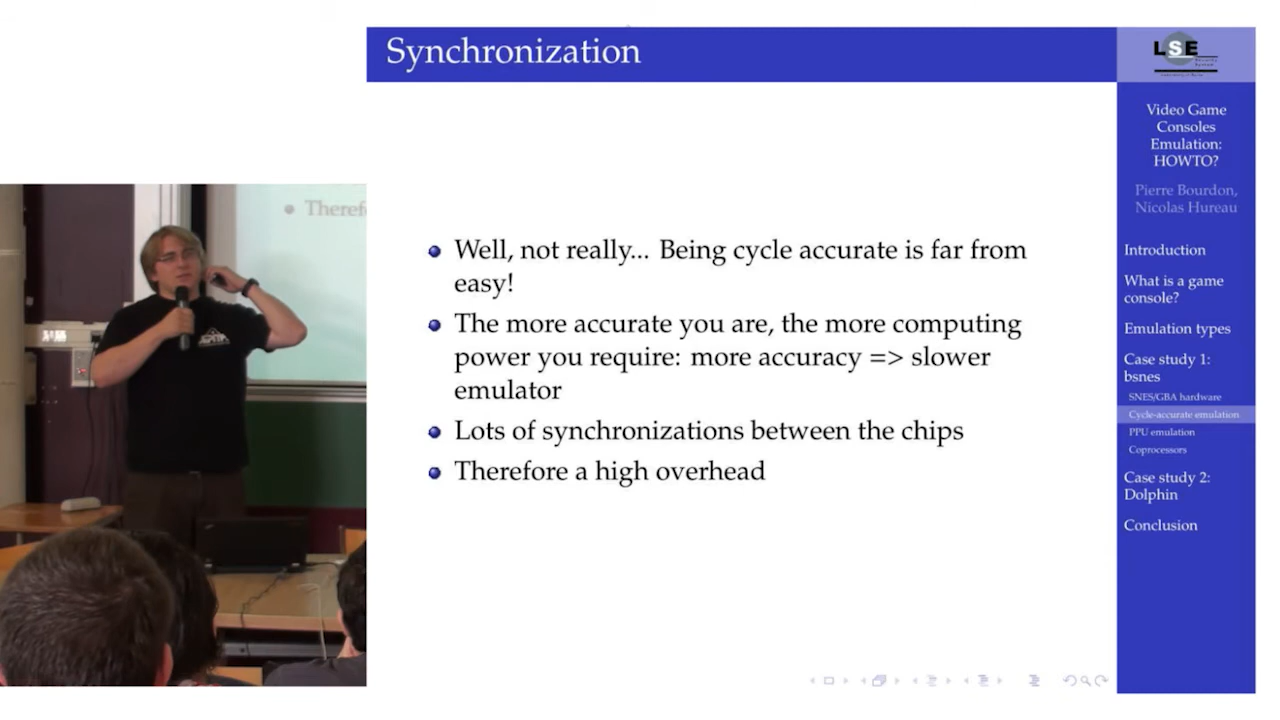 Synchronization
Well, not really... Being cycle accurate is far from
easy!
The more accurate you are, the more computing
power you require: more accuracy => slower
emulator
Lots of synchronizations between the chips
Therefore a high overhead
LSE
Video Game
Consoles
Emulation:
HOWTO?
Pierre Bourdon,
Nicolas Hureau
Introduction
What is a game
console?
Emulation types
Case study 1:
bsnes
SNES/GBA hardware
Cycle-accurate emulation
PPU emulation
Coprocessors
Case study 2:
Dolphin
Conclusion
Theref